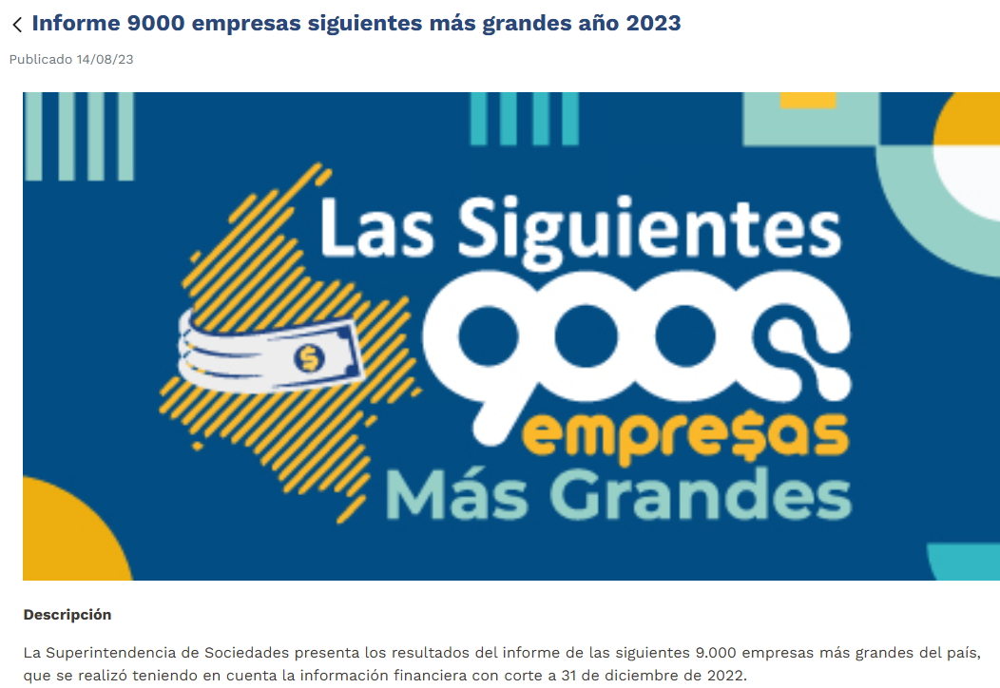 Informe 9000 empresas siguientes más grandes año 2023
Publicado 14/08/23
Las Siguientes
9000
empre$as
Más Grandes
$
Descripción
La Superintendencia de Sociedades presenta los resultados del informe de las siguientes 9.000 empresas más grandes del país,
que se realizó teniendo en cuenta la información financiera con corte a 31 de diciembre de 2022.